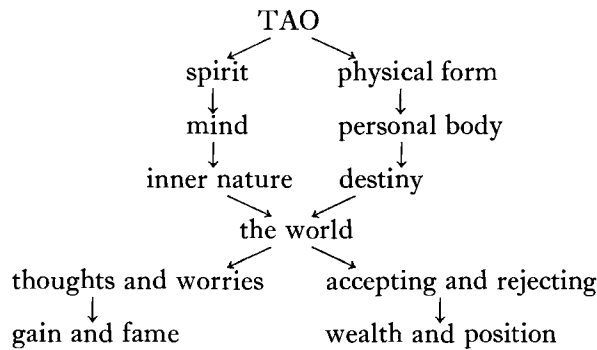 TAO
spirit physical form
mind personal body
inner nature destiny
the world
thoughts and worries accepting and rejecting
gain and fame wealth and position